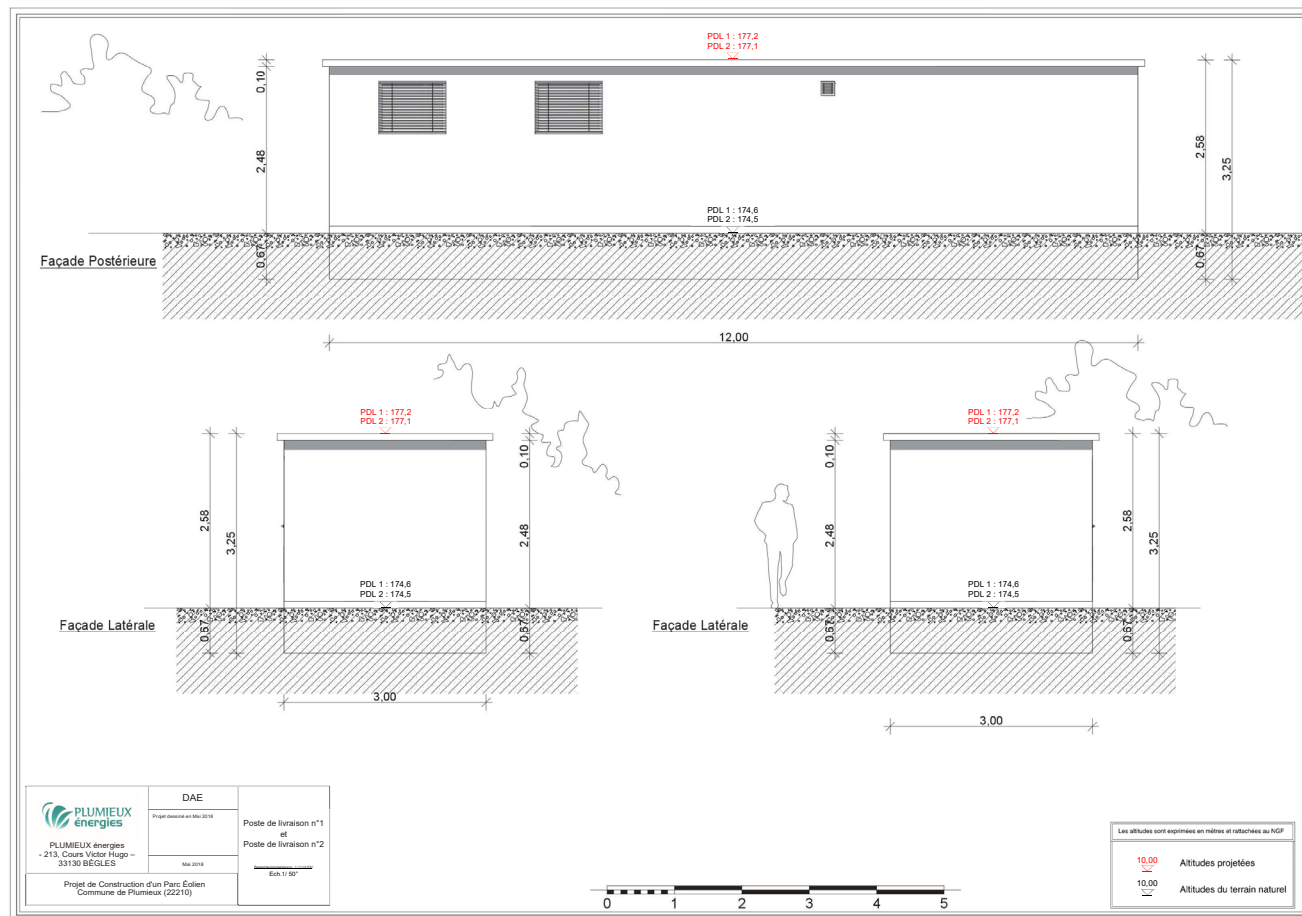 PDL 1 : 177,2
PDL 2 : 177,1
0,10
2,48
0,67
2,58
3,25
0,67
PDL 1 : 174,6
PDL 2 : 174,5
Façade Postérieure
12,00
PDL 1 : 177,2
PDL 2 : 177,1
2,58
3,25
0,10
2,48
PDL 1 : 174,6
PDL 2 : 174,5
Façade Latérale
0,67
0,67
3,00
PDL 1 : 177,2
PDL 2 : 177,1
0,10
2,48
2,58
3,25
PDL 1 : 174,6
PDL 2 : 174,5
Façade Latérale
0,67
0,67
3,00
PLUMIEUX
énergies
PLUMIEUX énergies
- 213, Cours Victor Hugo –
33130 BÈGLES
DAE
Projet dessiné en Mai 2018
Mai 2018
Poste de livraison n°1
et
Poste de livraison n°2
Ech.1/ 50°
Projet de Construction d'un Parc Éolien
Commune de Plumieux (22210)
0 1 2 3 4 5
Les altitudes sont exprimées en mètres et rattachées au NGF
10,00 Altitudes projetées
10,00 Altitudes du terrain naturel